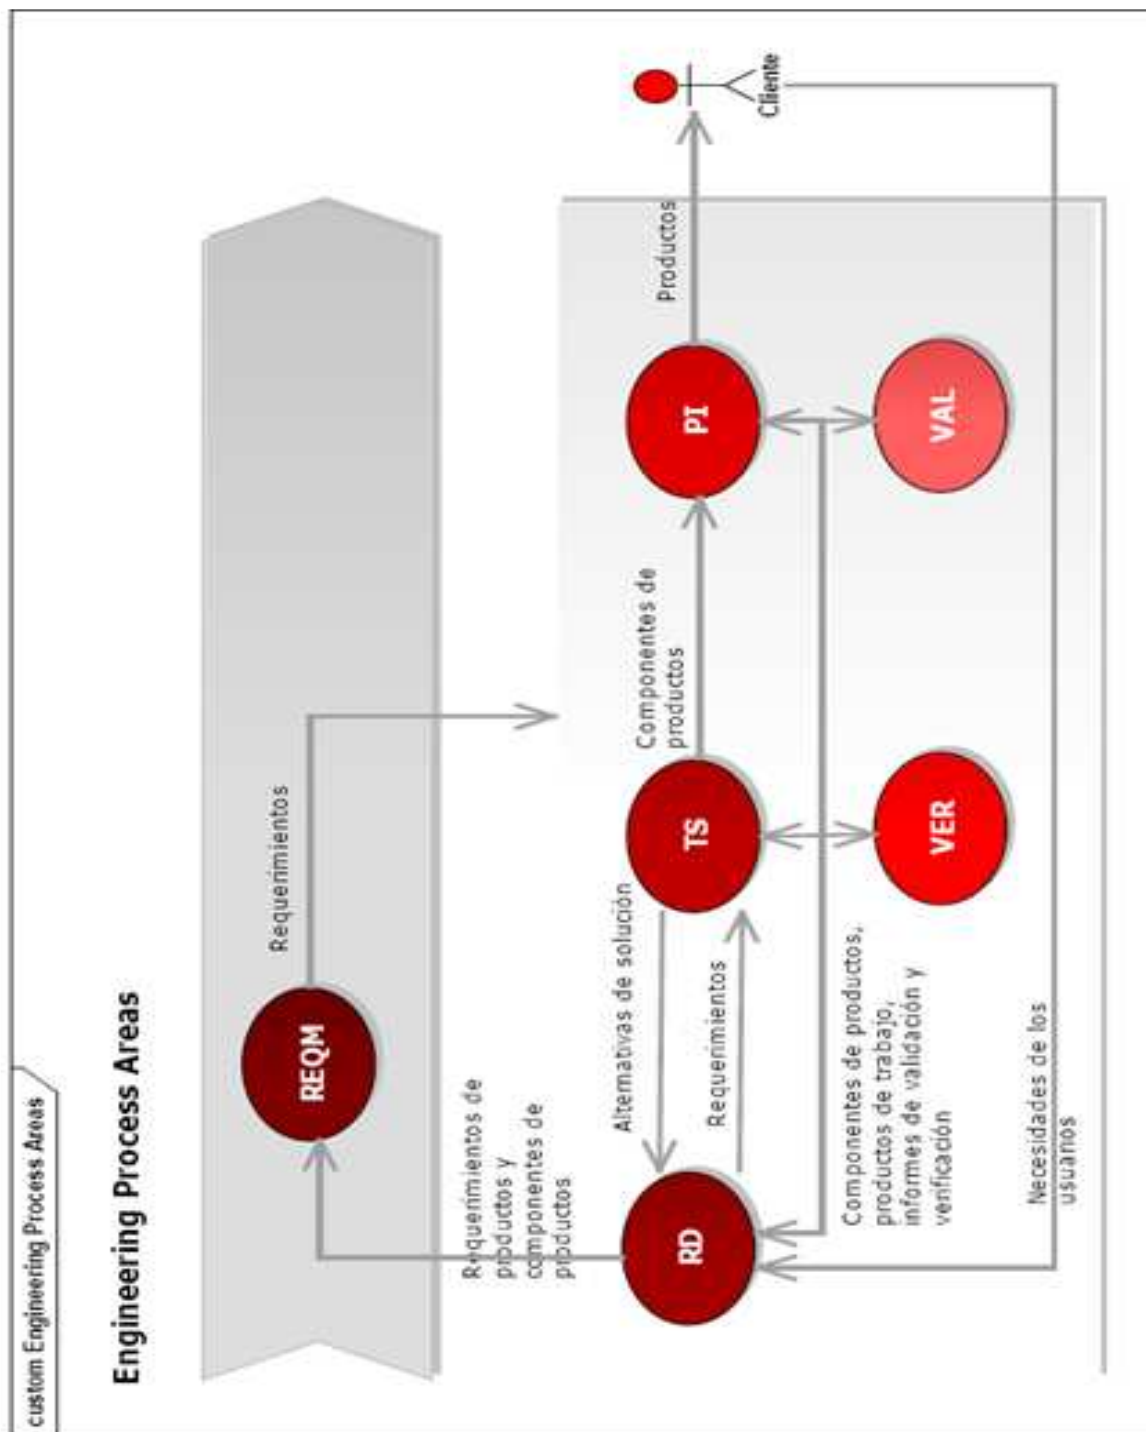 custom Engineering Process Areas
Engineering Process Areas
REQM
Requerimientos
Requerimientos de
productos y
componentes de
productos
RD
Alternativas de solución
Requerimientos
TS
Componentes de
productos
PI
Productos
Cliente
Componentes de productos,
productos de trabajo,
informes de validación y
verificación
VER
VAL
Necesidades de los
usuarios